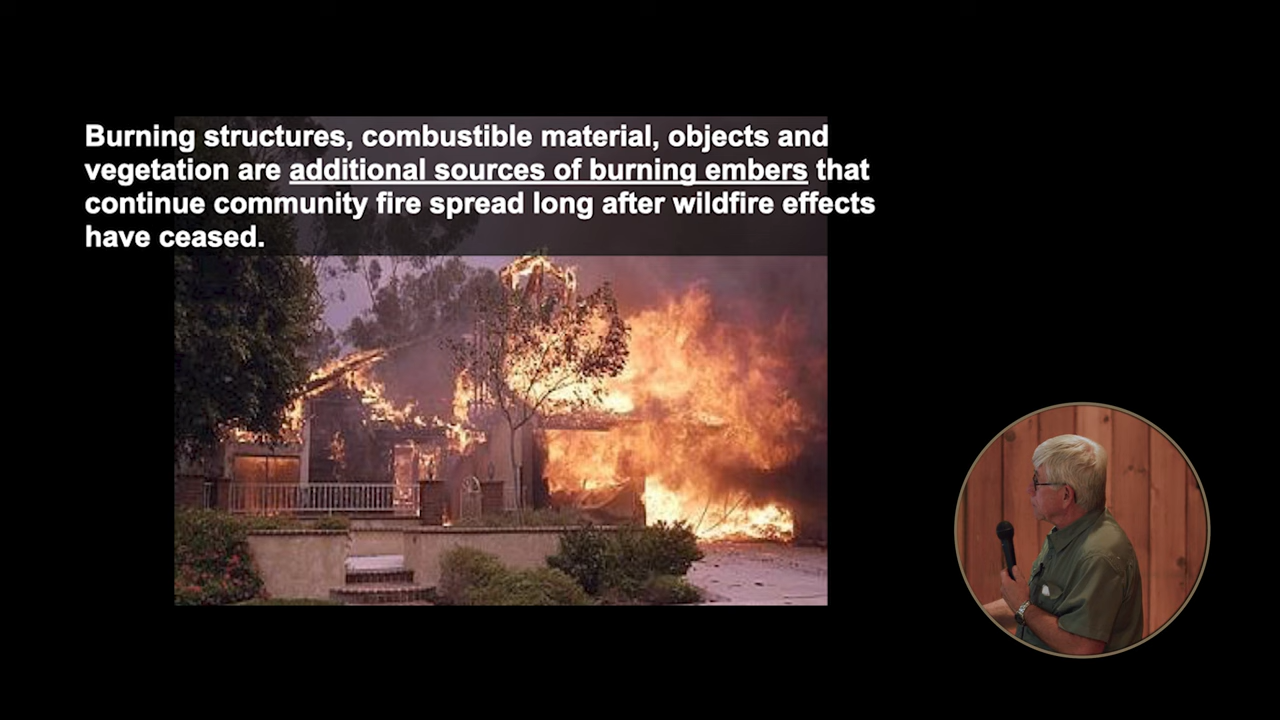 Burning structures, combustible material, objects and
vegetation are additional sources of burning embers that
continue community fire spread long after wildfire effects
have ceased.